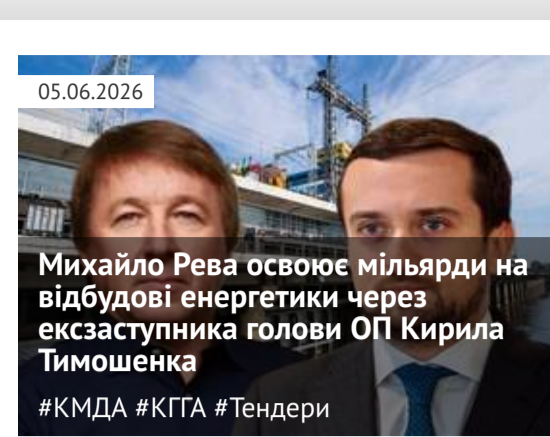 05.06.2026
Михайло Рева освоює мільярди на
відбудові енергетики через
ексзаступника голови ОП Кирила
Тимошенка
#КМДА #КГГА #Тендери